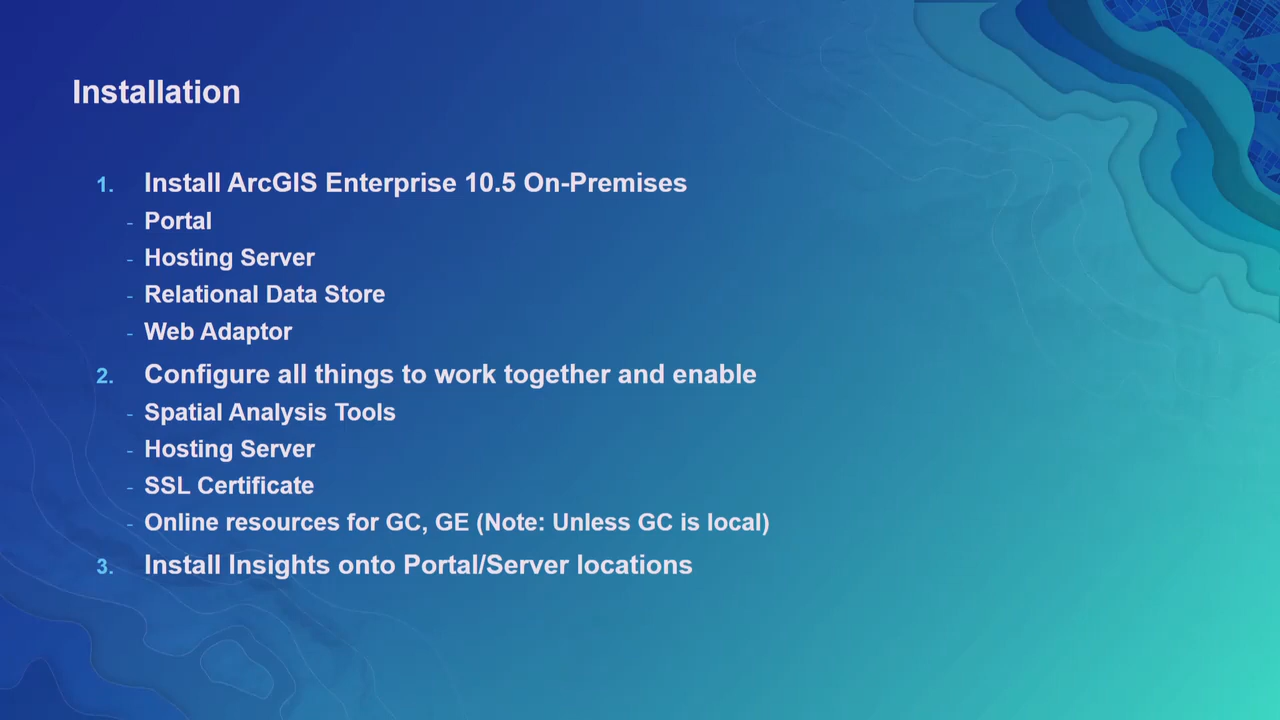 Installation
1. Install ArcGIS Enterprise 10.5 On-Premises
- Portal
- Hosting Server
- Relational Data Store
- Web Adaptor
2. Configure all things to work together and enable
- Spatial Analysis Tools
- Hosting Server
- SSL Certificate
- Online resources for GC, GE (Note: Unless GC is local)
3. Install Insights onto Portal/Server locations